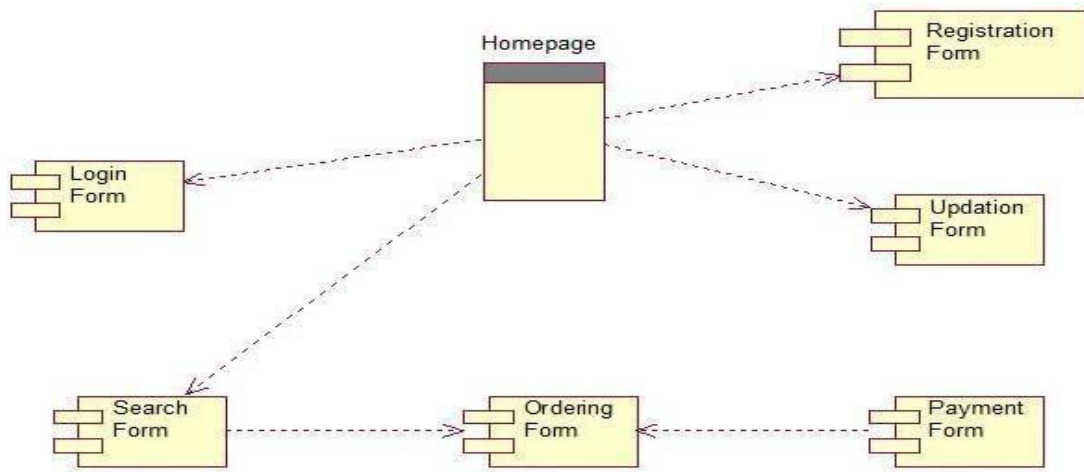 Homepage
Registration
Form
Login
Form
Updation
Form
Search
Form
Ordering
Form
Payment
Form